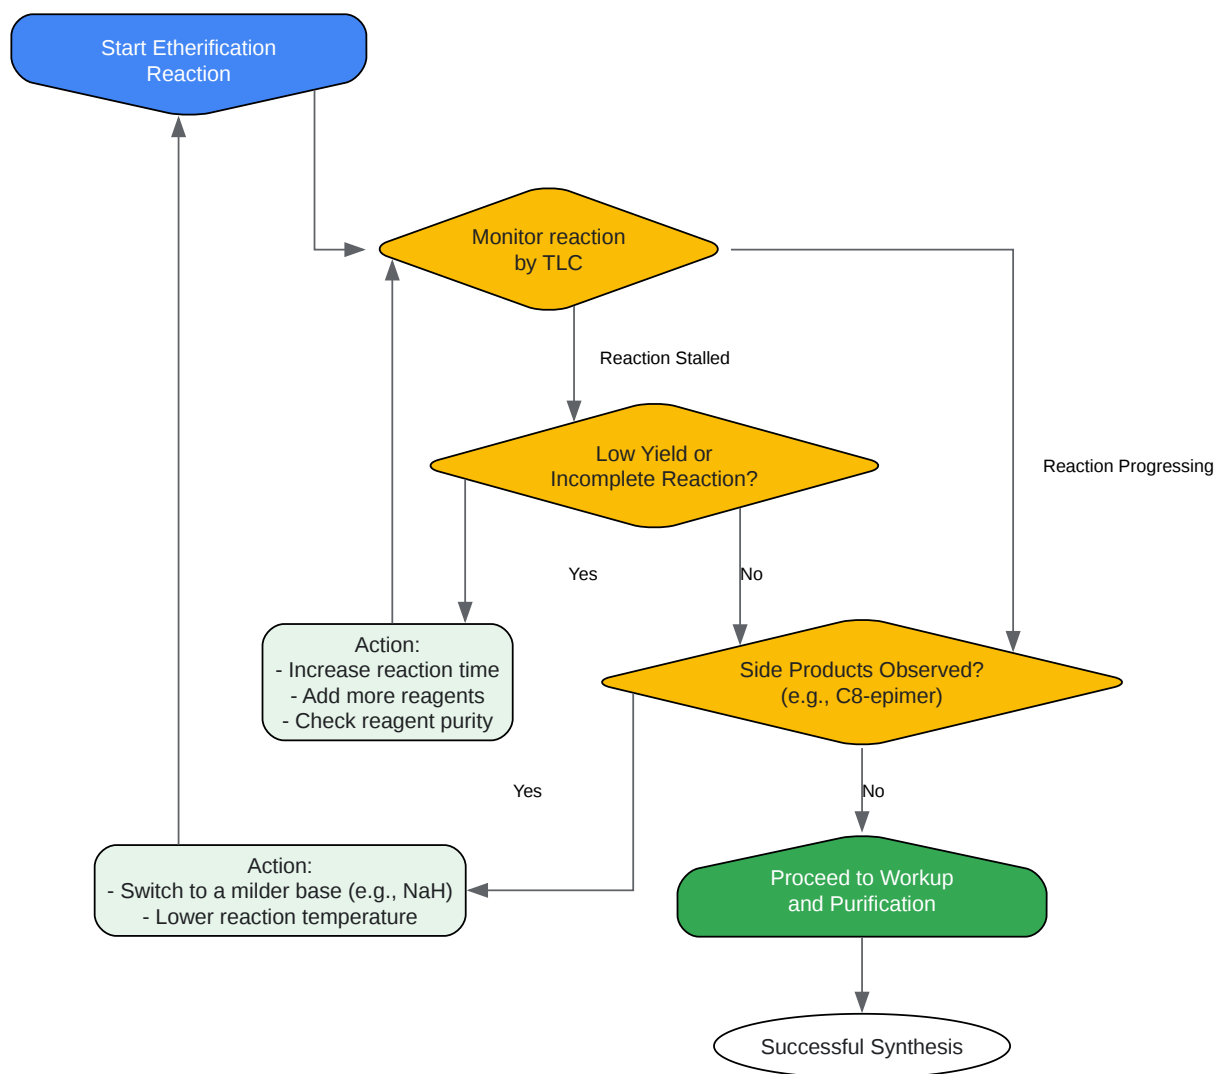 Start Etherification
Reaction
Monitor reaction
by TLC
Reaction Stalled
Low Yield or
Incomplete Reaction?
Reaction Progressing
Yes
No
Action:
- Increase reaction time
- Add more reagents
- Check reagent purity
Side Products Observed?
(e.g., C8-epimer)
Yes
No
Action:
- Switch to a milder base (e.g., NaH)
- Lower reaction temperature
Proceed to Workup
and Purification
Successful Synthesis